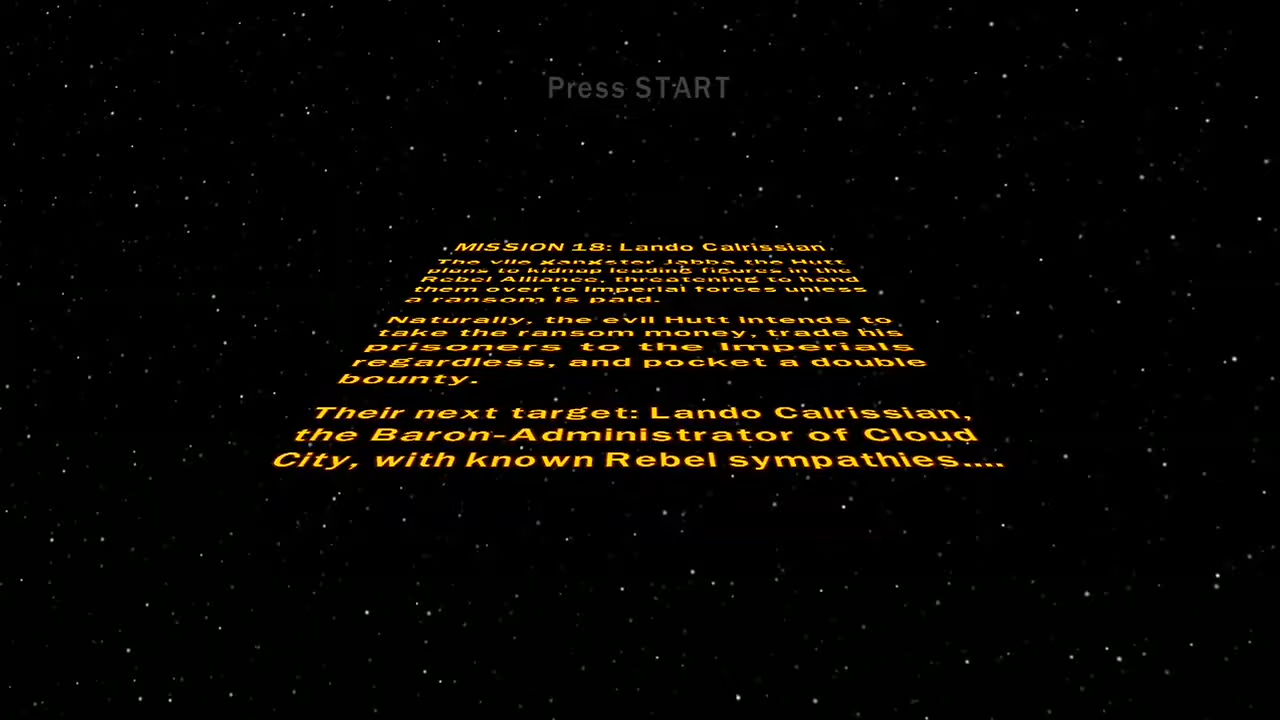 Press START
MISSION 18: Lando Calrissian
The vile gangster Jabba the Hutt
plans to kidnap leading figures in the
Rebel Alliance, threatening to hand
them over to Imperial forces unless
a ransom is paid.
Naturally, the evil Hutt intends to
take the ransom money, trade his
prisoners to the Imperials
regardless, and pocket a double
bounty.
Their next target: Lando Calrissian,
the Baron-Administrator of Cloud
City, with known Rebel sympathies....